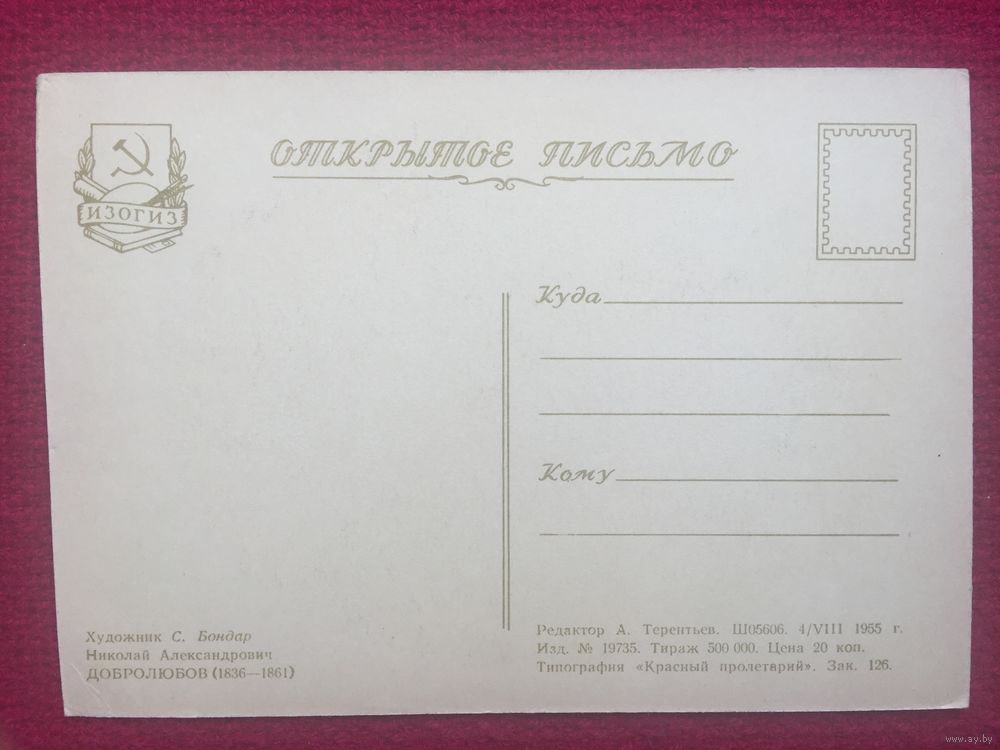 ОТКРЫТОЕ ПИСЬМО
ИЗОГИЗ
Куда
Кому
Художник С. Бондар
Николай Александрович
ДОБРОЛЮБОВ (1836—1861)
Редактор А. Терентьев. Ш05606. 4/VIII 1955 г.
Изд. № 19735. Тираж 500 000. Цена 20 коп.
Типография «Красный пролетарий». Зак. 126.
www.ay.by